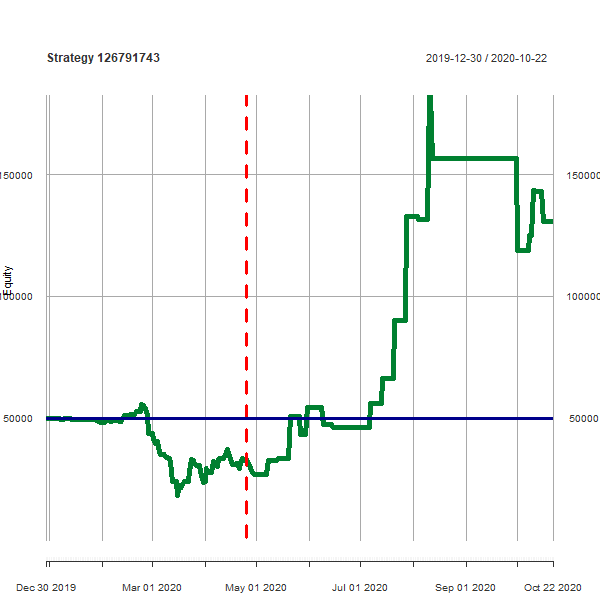 Strategy 126791743
2019-12-30 / 2020-10-22
150000
150000
Equity
100000
100000
50000
50000
Dec 30 2019
Mar 01 2020
May 01 2020
Jul 01 2020
Sep 01 2020
Oct 22 2020